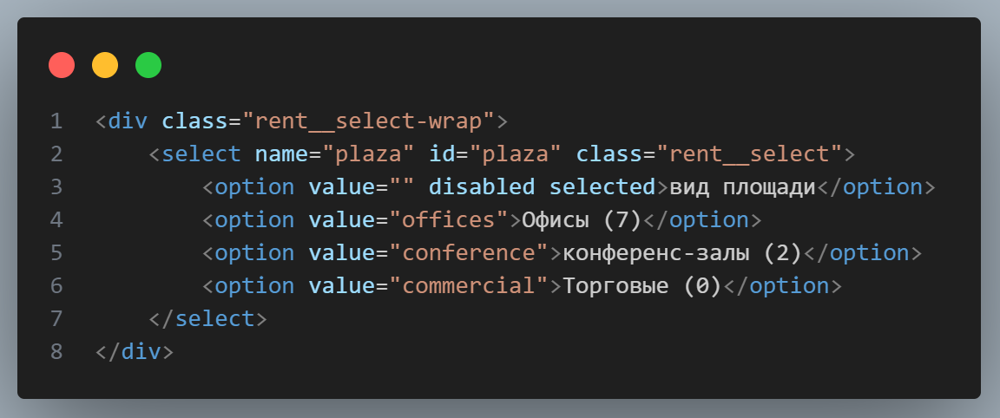 1 <div class="rent__select-wrap">
2 <select name="plaza" id="plaza" class="rent__select">
3 <option value="" disabled selected>вид площади</option>
4 <option value="offices">Офисы (7)</option>
5 <option value="conference">конференс-залы (2)</option>
6 <option value="commercial">Торговые (0)</option>
7 </select>
8 </div>